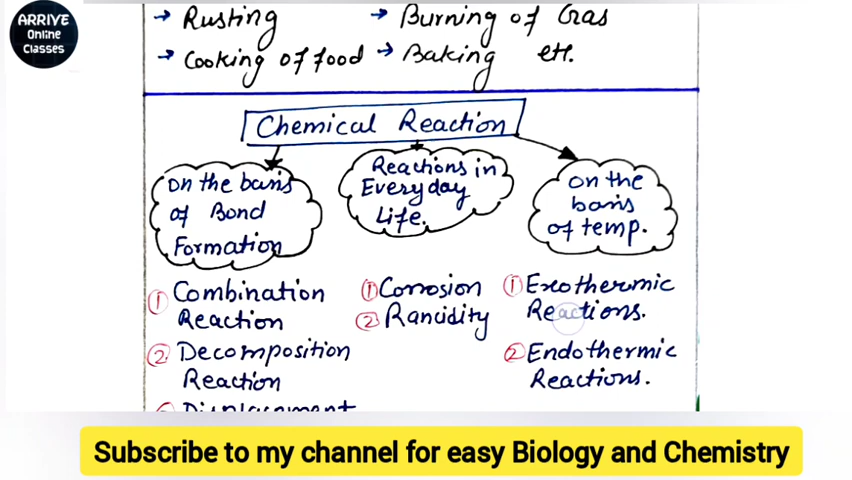 ARRIVE
Online
Classes
→ Rusting → Burning of Gas
→ Cooking of food → Baking etc.
Chemical Reaction
On the basis
of Bond
Formation
Reactions in
Everyday
Life.
On the
basis
of temp.
① Combination
Reaction
② Decomposition
Reaction
Displacement
① Corrosion
② Rancidity
① Exothermic
Reactions.
② Endothermic
Reactions.
Subscribe to my channel for easy Biology and Chemistry